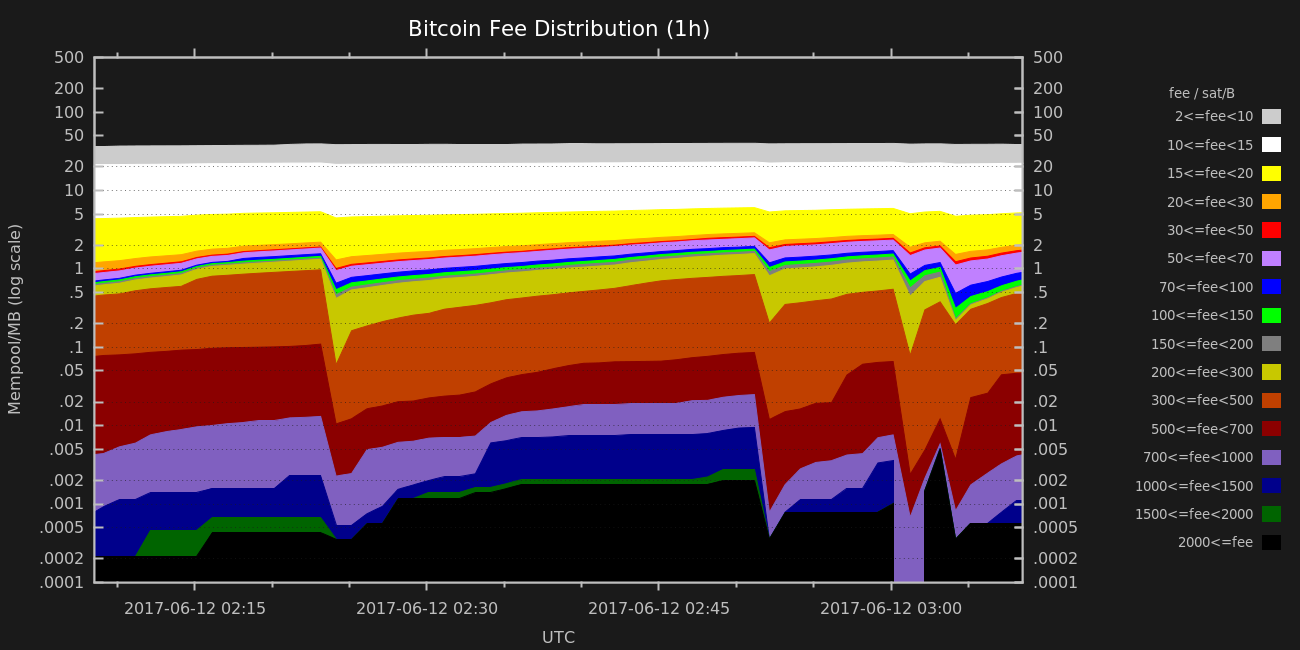 Bitcoin Fee Distribution (1h)
Mempool/MB (log scale)
500
200
100
50
20
10
5
2
1
.5
.2
.1
.05
.02
.01
.005
.002
.001
.0005
.0002
.0001
500
200
100
50
20
10
5
2
1
.5
.2
.1
.05
.02
.01
.005
.002
.001
.0005
.0002
.0001
2017-06-12 02:15
2017-06-12 02:30
2017-06-12 02:45
2017-06-12 03:00
UTC
fee / sat/B
2<=fee<10
10<=fee<15
15<=fee<20
20<=fee<30
30<=fee<50
50<=fee<70
70<=fee<100
100<=fee<150
150<=fee<200
200<=fee<300
300<=fee<500
500<=fee<700
700<=fee<1000
1000<=fee<1500
1500<=fee<2000
2000<=fee